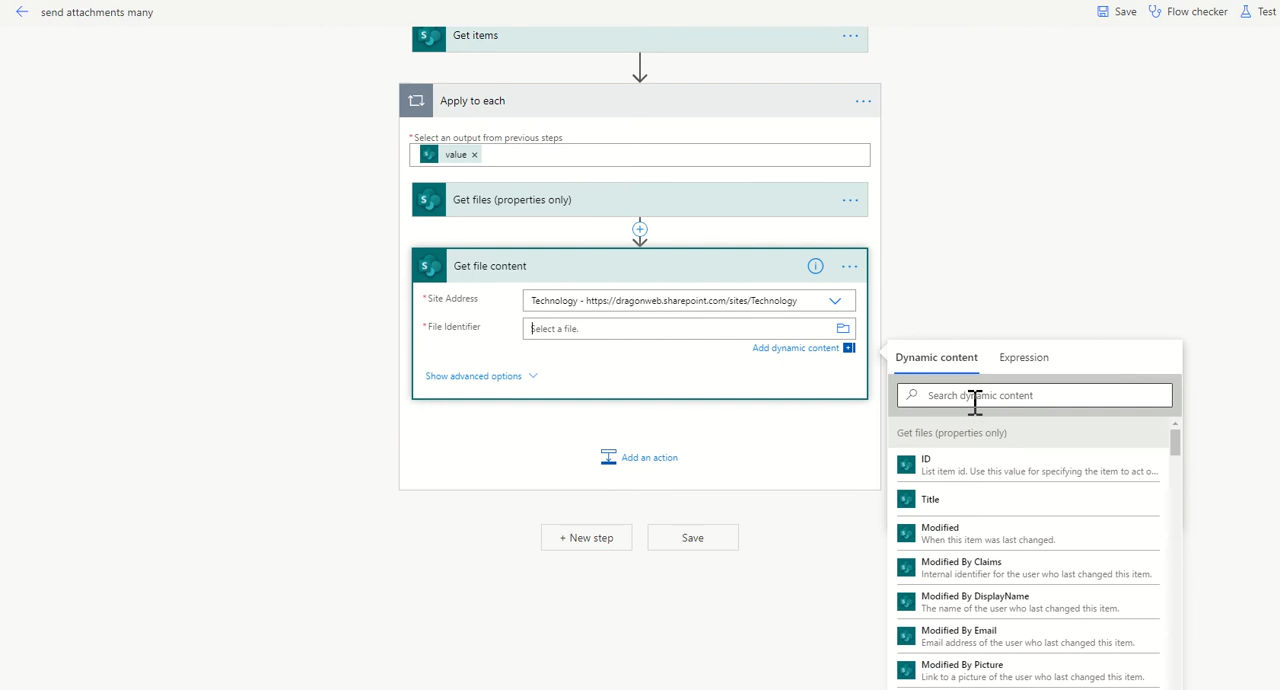 send attachments many
Save
Flow checker
Test
Get items
Apply to each
*Select an output from previous steps
value ×
Get files (properties only)
Get file content
*Site Address
Technology - https://dragonweb.sharepoint.com/sites/Technology
*File Identifier
Select a file.
Add dynamic content
Show advanced options
Add an action
+ New step
Save
Dynamic content
Expression
Search dynamic content
Get files (properties only)
ID
List item id. Use this value for specifying the item to act o...
Title
Modified
When this item was last changed.
Modified By Claims
Internal identifier for the user who last changed this item.
Modified By DisplayName
The name of the user who last changed this item.
Modified By Email
Email address of the user who last changed this item.
Modified By Picture
Link to a picture of the user who last changed this item.